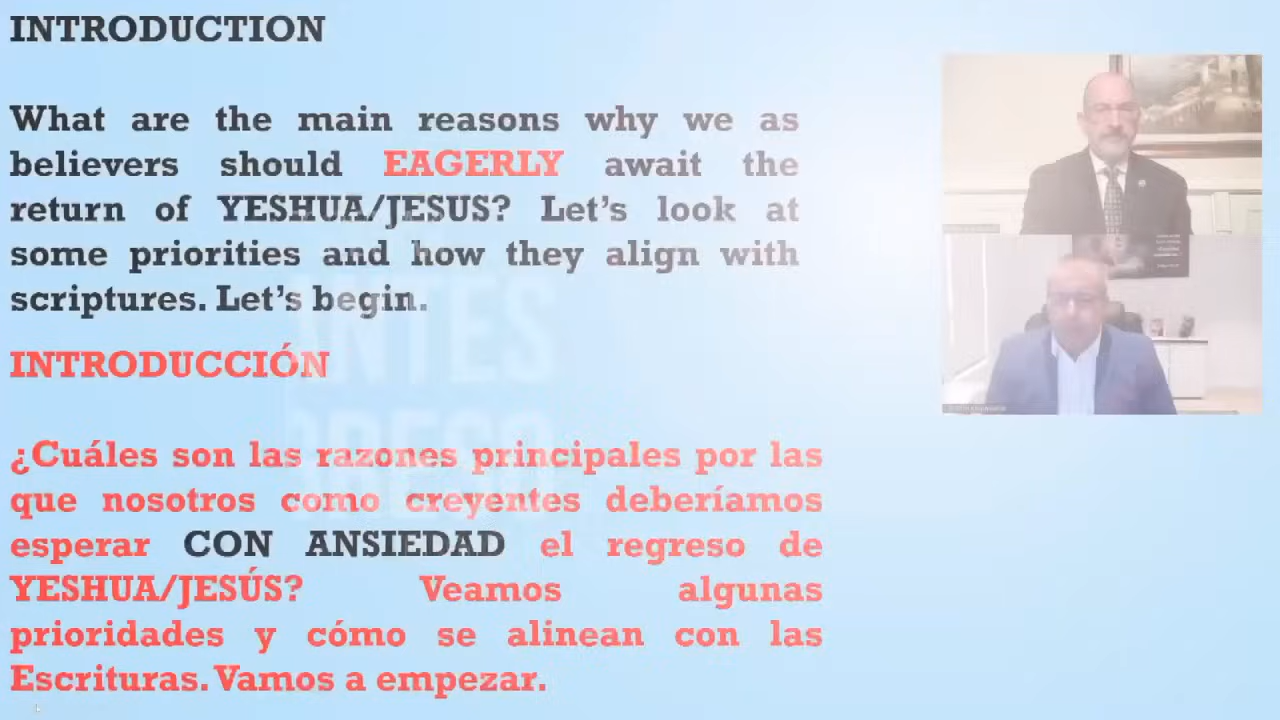 INTRODUCTION
What are the main reasons why we as
believers should EAGERLY await the
return of YESHUA/JESUS? Let's look at
some priorities and how they align with
scriptures. Let's begin.
INTRODUCCIÓN
¿Cuáles son las razones principales por las
que nosotros como creyentes deberíamos
esperar CON ANSIEDAD el regreso de
YESHUA/JESÚS? Veamos algunas
prioridades y cómo se alinean con las
Escrituras. Vamos a empezar.